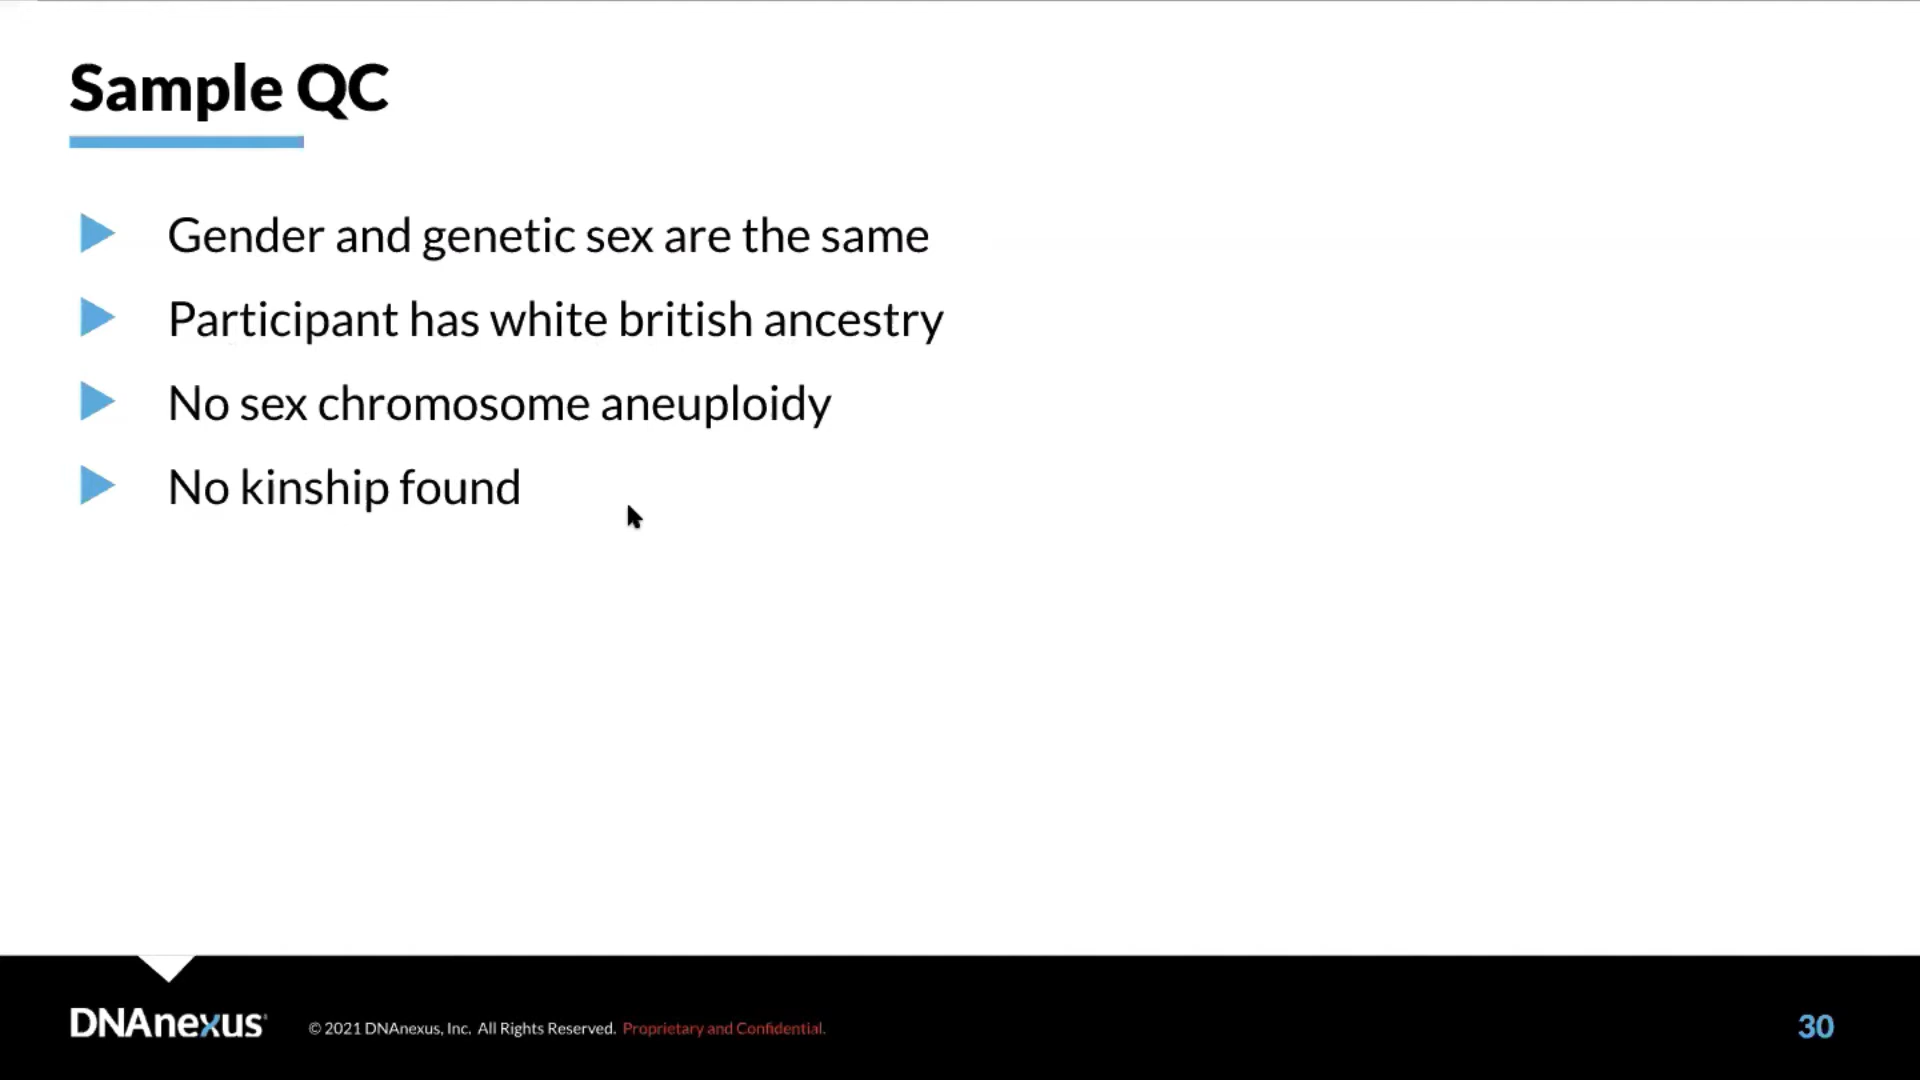 Sample QC
Gender and genetic sex are the same
Participant has white british ancestry
No sex chromosome aneuploidy
No kinship found
DNAnexus® © 2021 DNAnexus, Inc. All Rights Reserved. Proprietary and Confidential. 30